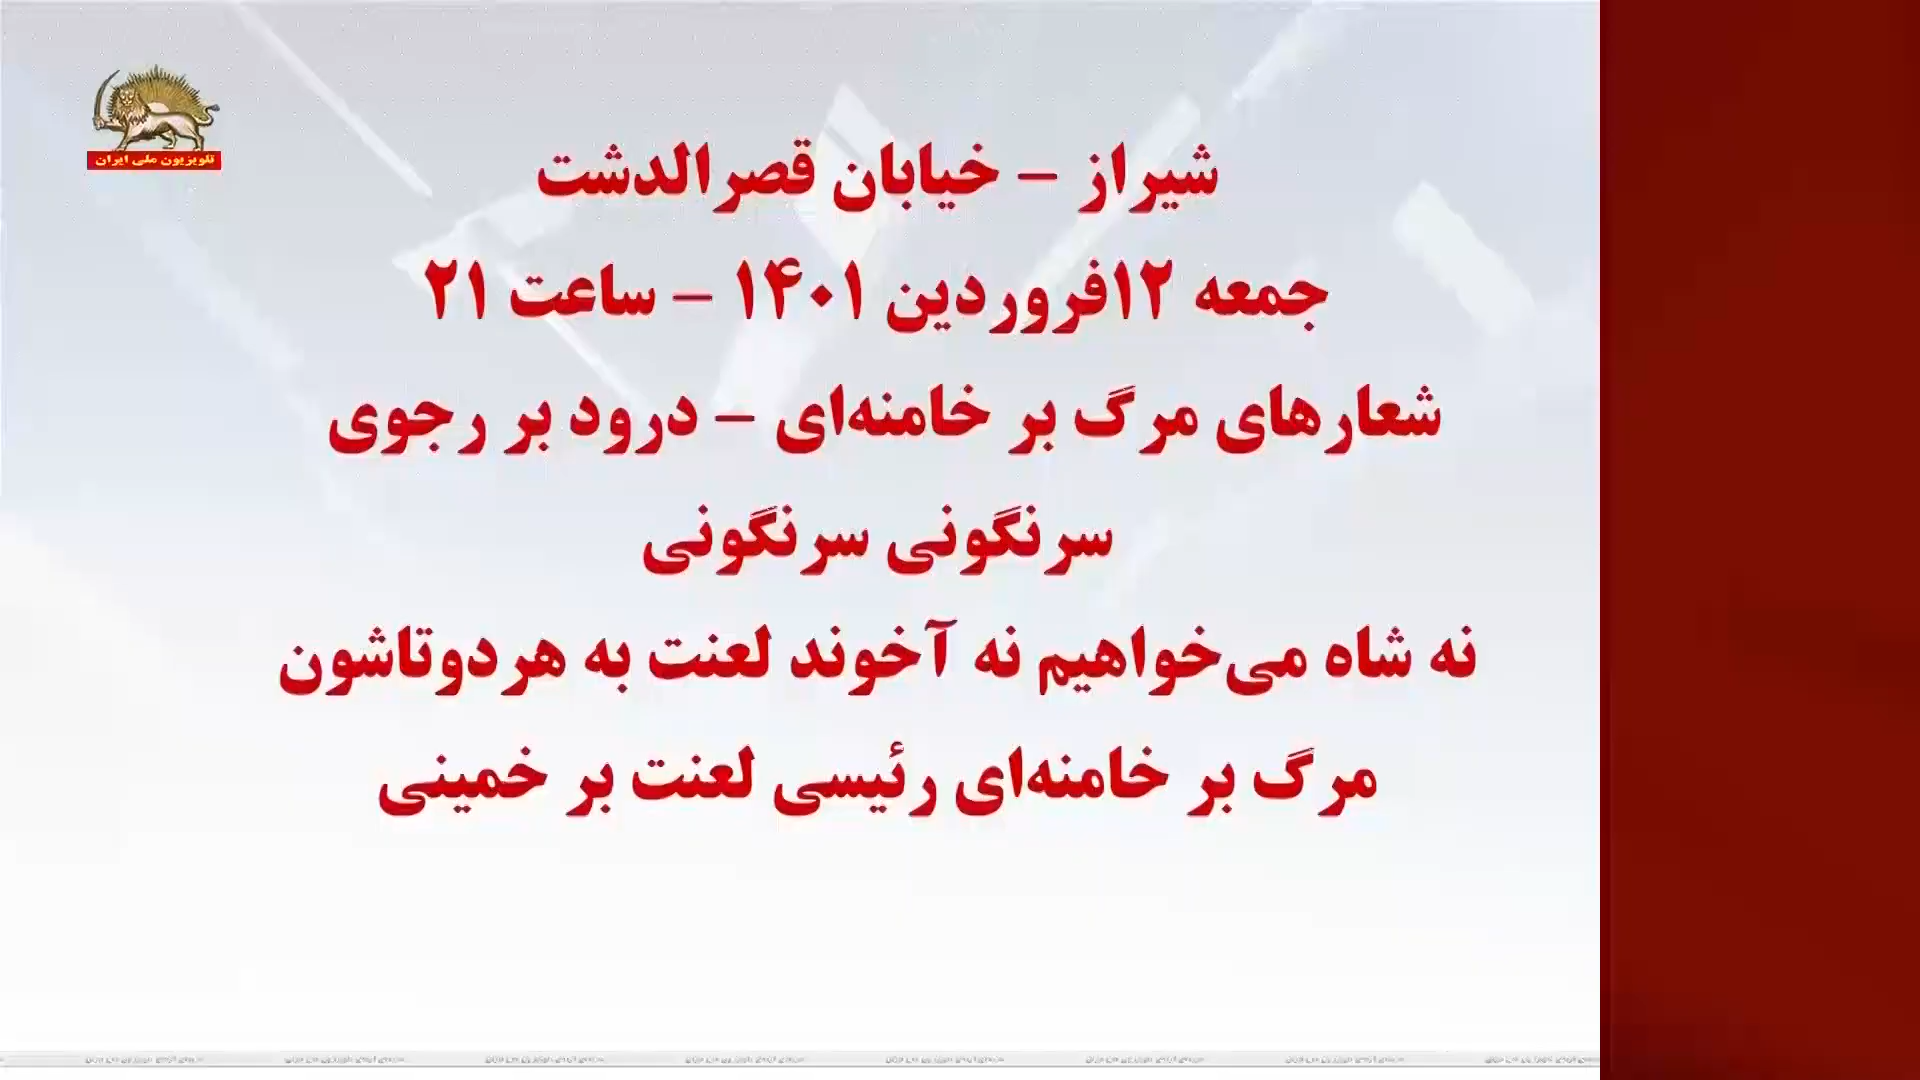 تلویزیون ملی ایران
شیراز – خیابان قصرالدشت
جمعه ۱۲فروردین ۱۴۰۱ – ساعت ۲۱
شعارهای مرگ بر خامنه‌ای – درود بر رجوی
سرنگونی سرنگونی
نه شاه می‌خواهیم نه آخوند لعنت به هردوتاشون
مرگ بر خامنه‌ای رئیسی لعنت بر خمینی